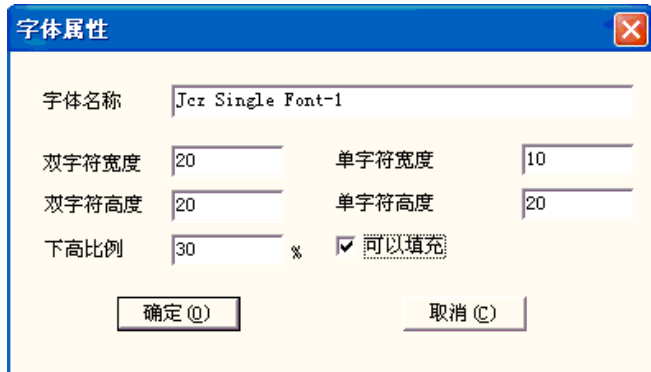 字体属性
字体名称 Jcz Single Font-1
双字符宽度 20 单字符宽度 10
双字符高度 20 单字符高度 20
下高比例 30 % 可以填充
确定(O) 取消(C)